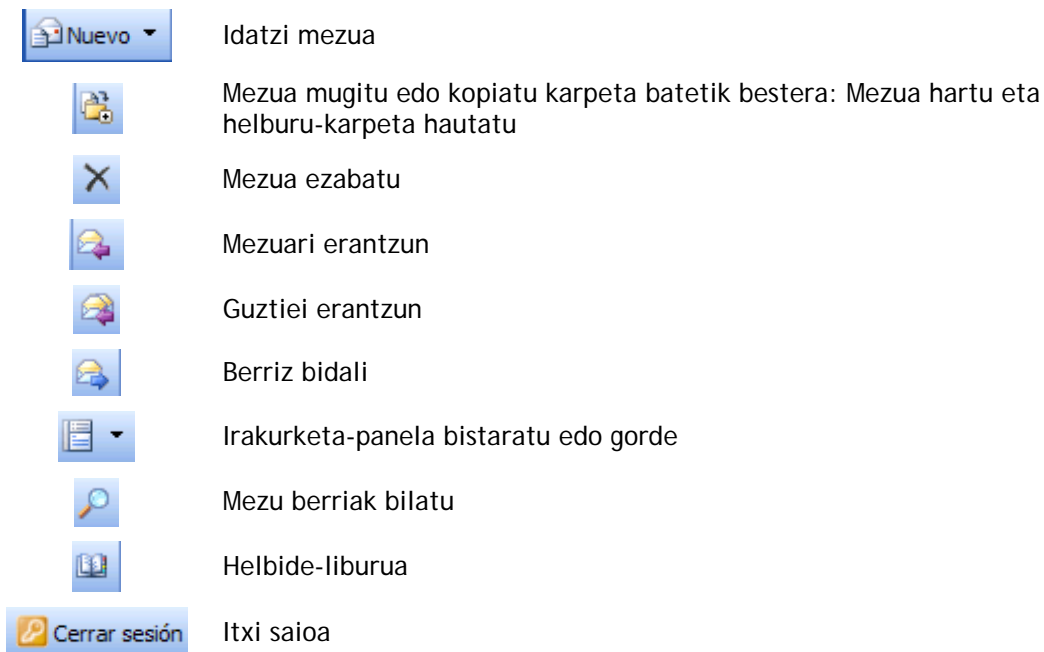 Nuevo Idatzi mezua
Mezua mugitu edo kopiatu karpeta batetik bestera: Mezua hartu eta
helburu-karpeta hautatu
Mezua ezabatu
Mezuari erantzun
Guztiei erantzun
Berriz bidali
Irakurketa-panela bistaratu edo gorde
Mezu berriak bilatu
Helbide-liburua
Cerrar sesión Itxi saioa